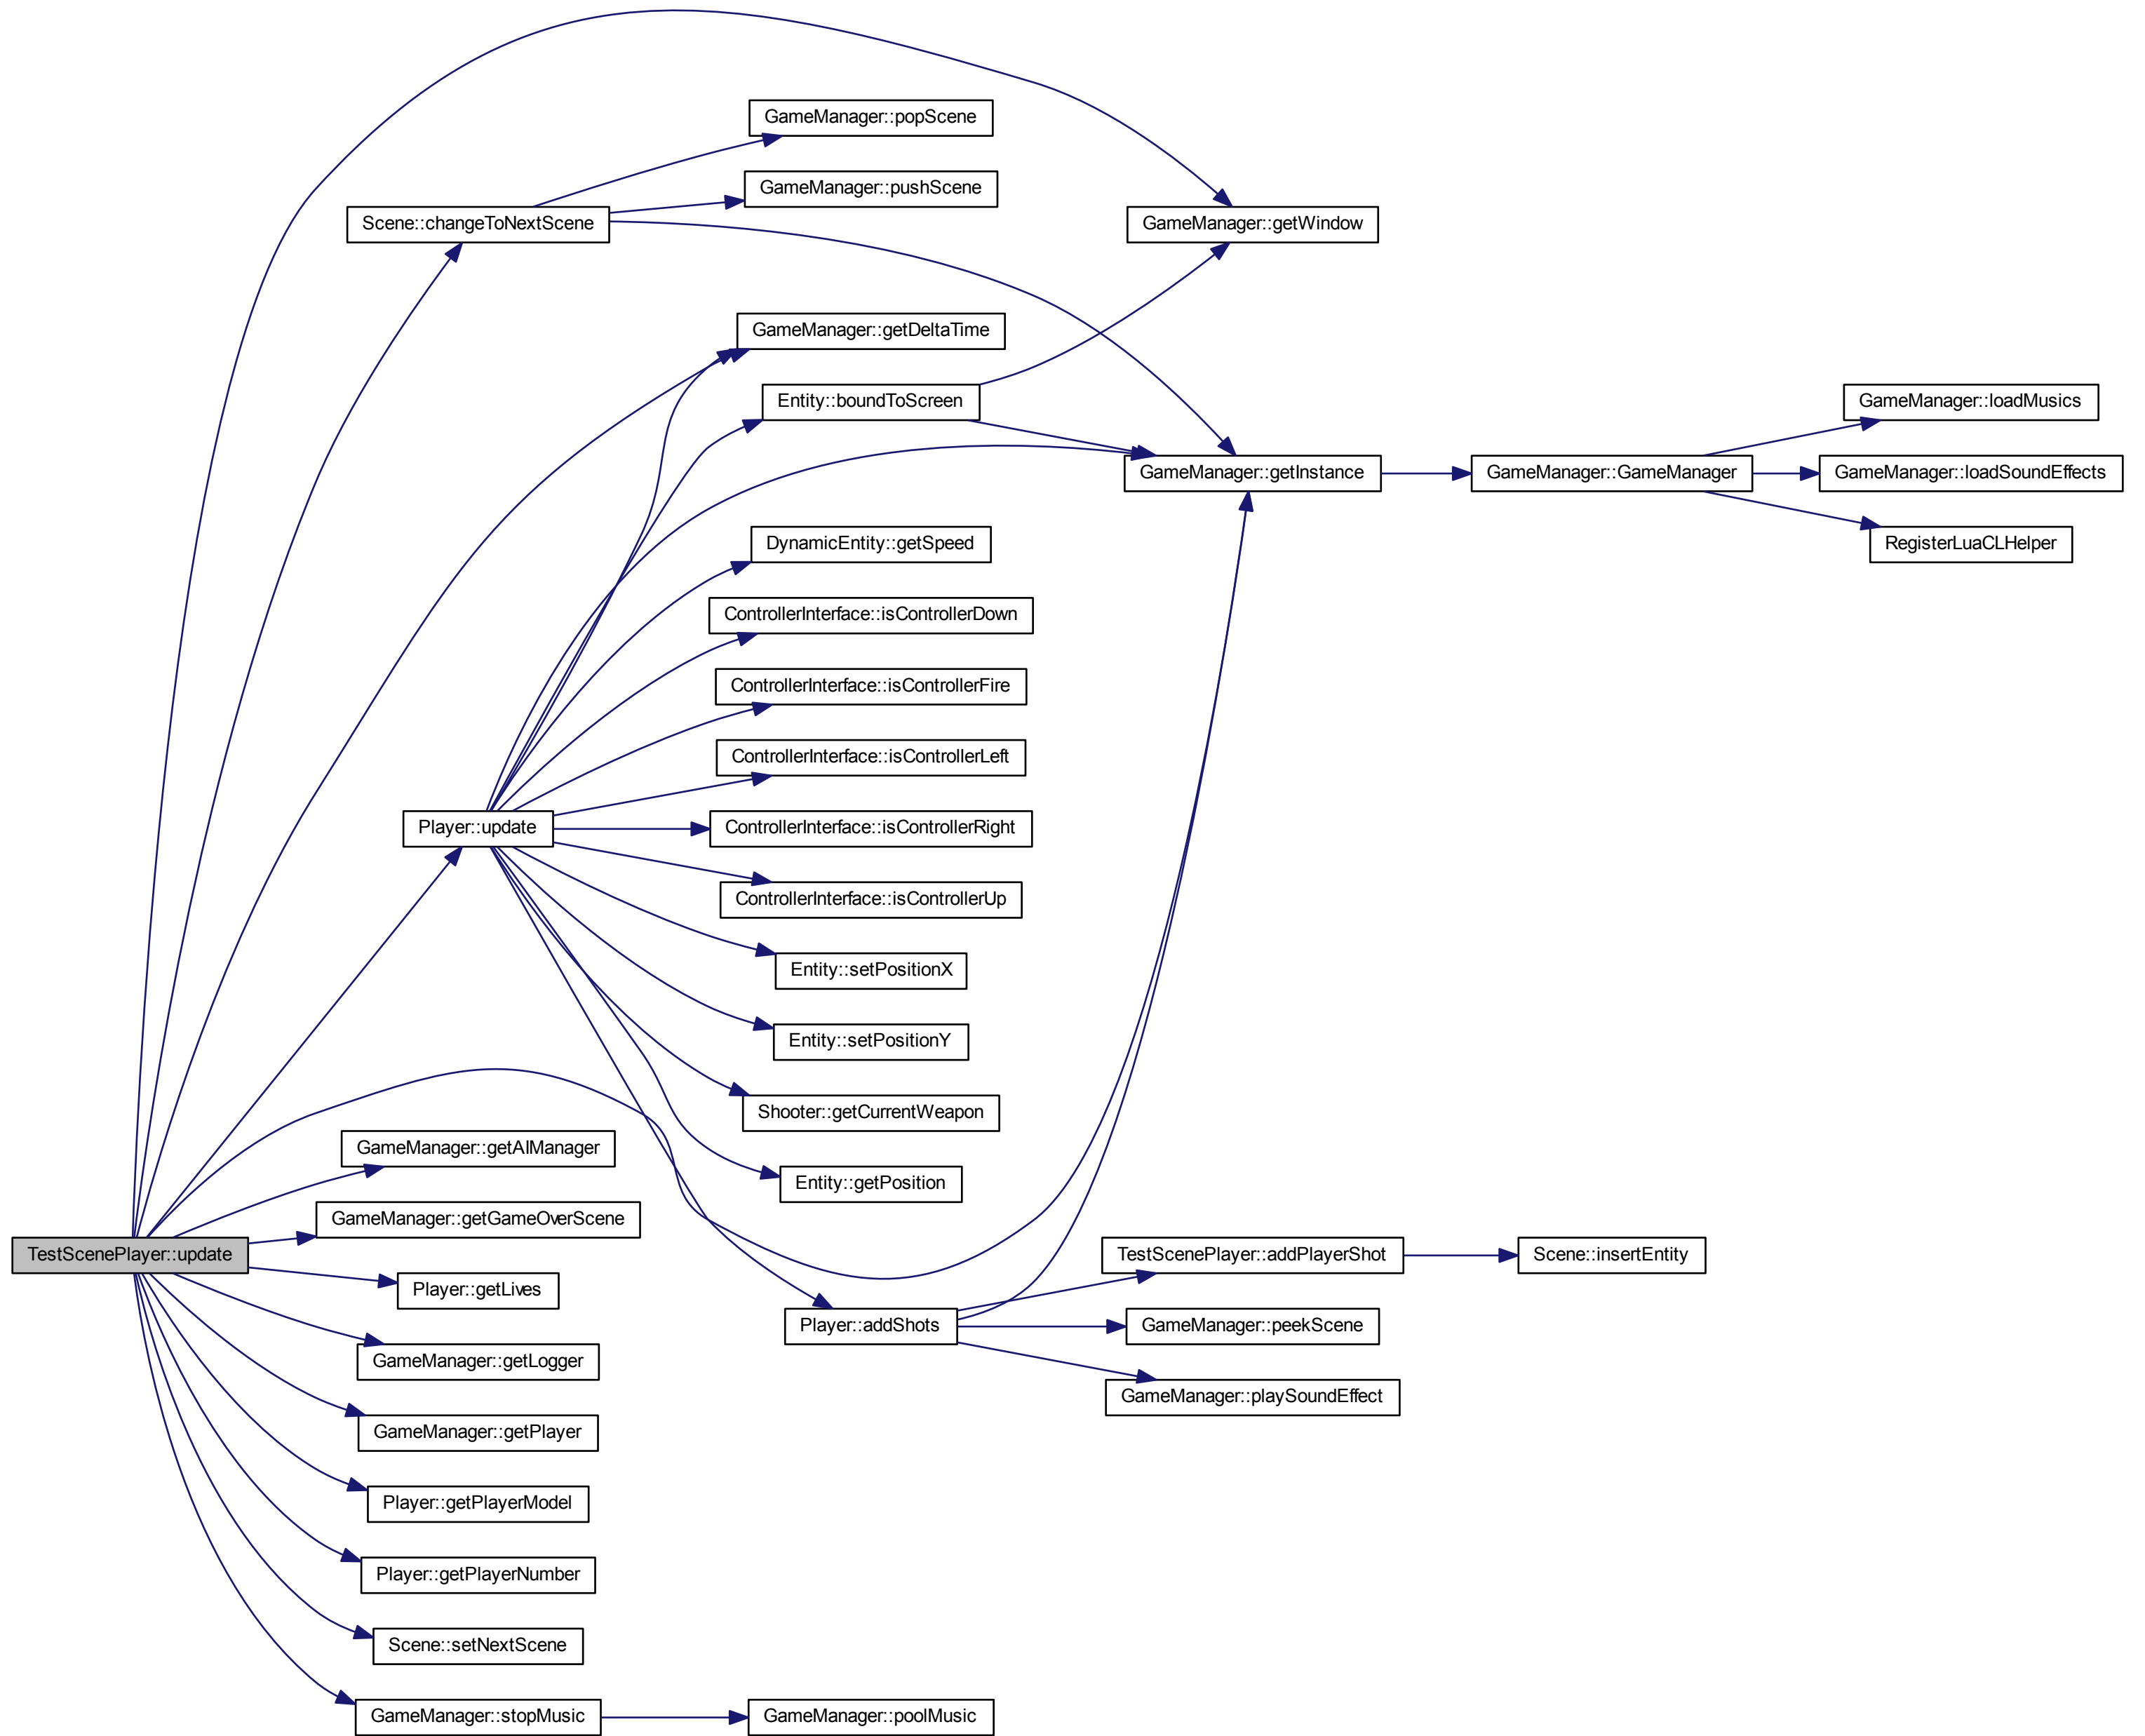 GameManager::popScene
GameManager::pushScene
Scene::changeToNextScene
GameManager::getWindow
GameManager::getDeltaTime
Entity::boundToScreen
GameManager::loadMusics
GameManager::getInstance
GameManager::GameManager
GameManager::loadSoundEffects
DynamicEntity::getSpeed
RegisterLuaCLHelper
ControllerInterface::isControllerDown
ControllerInterface::isControllerFire
ControllerInterface::isControllerLeft
Player::update
ControllerInterface::isControllerRight
ControllerInterface::isControllerUp
Entity::setPositionX
Entity::setPositionY
Shooter::getCurrentWeapon
GameManager::getAIManager
Entity::getPosition
GameManager::getGameOverScene
TestScenePlayer::update
TestScenePlayer::addPlayerShot
Scene::insertEntity
Player::getLives
Player::addShots
GameManager::peekScene
GameManager::getLogger
GameManager::playSoundEffect
GameManager::getPlayer
Player::getPlayerModel
Player::getPlayerNumber
Scene::setNextScene
GameManager::stopMusic
GameManager::poolMusic